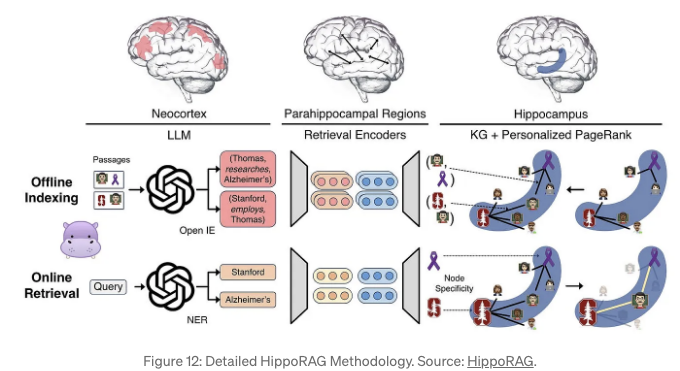 Neocortex
Parahippocampal Regions
Hippocampus
LLM
Retrieval Encoders
KG + Personalized PageRank
Offline
Indexing
Passages
Open IE
(Thomas,
researches,
Alzheimer's)
(Stanford,
employs,
Thomas)
Online
Retrieval
Query
NER
Stanford
Alzheimer's
Node
Specificity
Figure 12: Detailed HippoRAG Methodology. Source: HippoRAG.